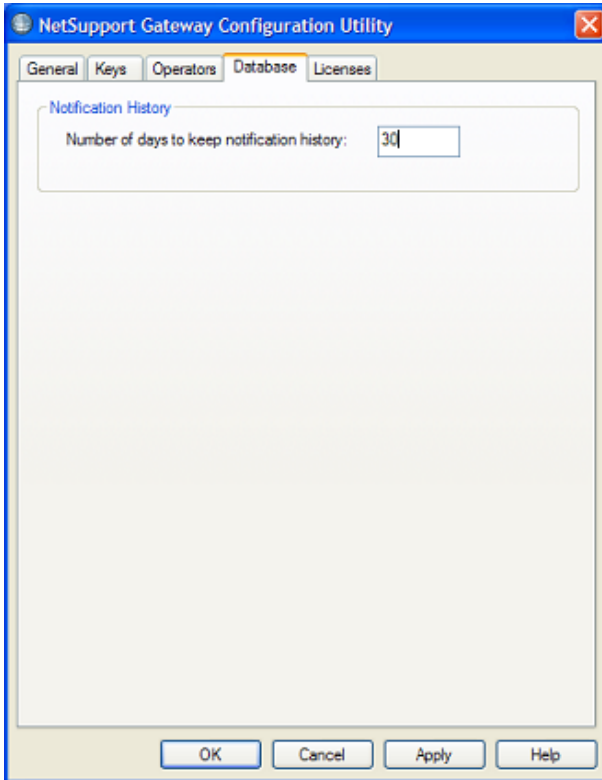 NetSupport Gateway Configuration Utility
General Keys Operators Database Licenses
Notification History
Number of days to keep notification history: 30
OK Cancel Apply Help